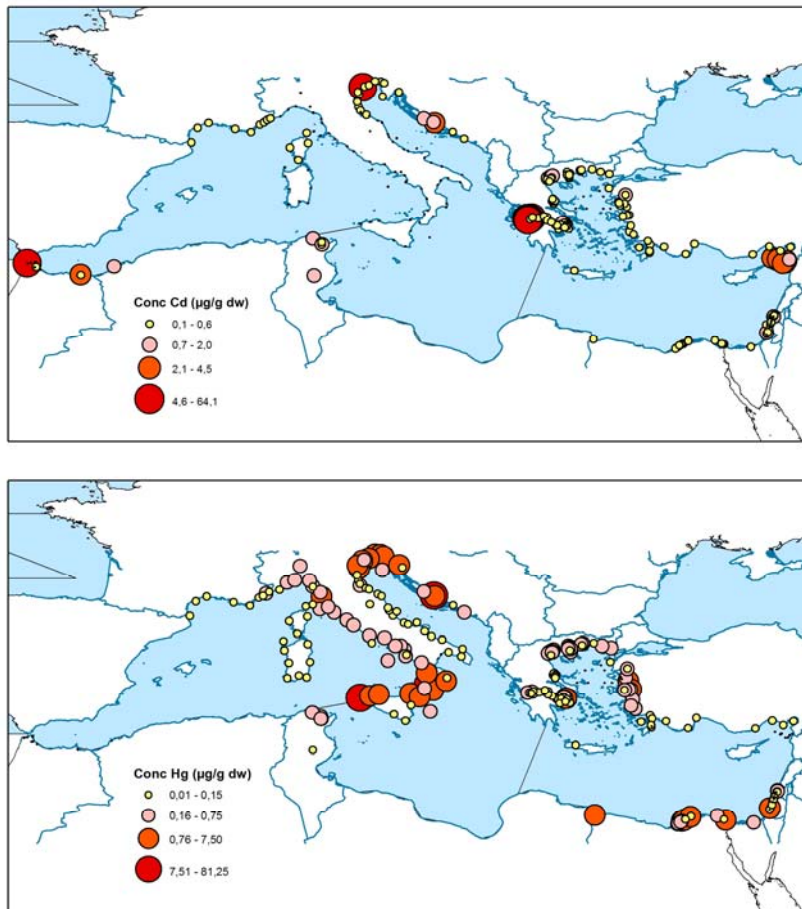 Conc Cd (µg/g dw)
0,1 - 0,6
0,7 - 2,0
2,1 - 4,5
4,6 - 64,1
Conc Hg (µg/g dw)
0,01 - 0,15
0,16 - 0,75
0,76 - 7,50
7,51 - 81,25